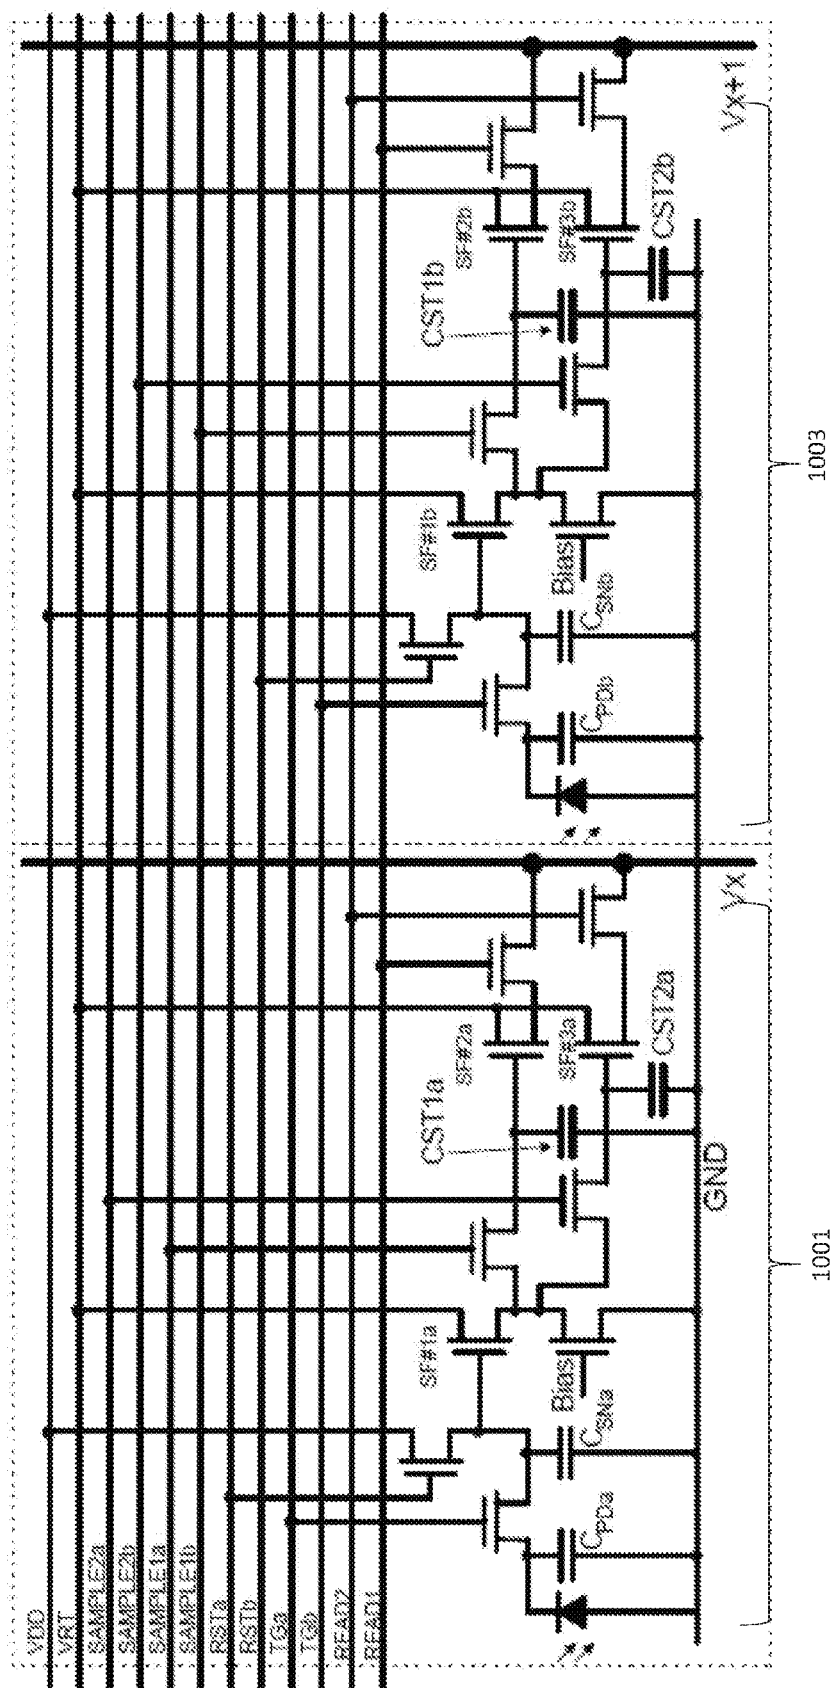 VDD
VRT
SAMPLE2a
SAMPLE2b
SAMPLE1a
SAMPLE1b
RSTa
RSTb
TGa
TGb
READ2
READ1
CPDa
CSNa
SF#1a
Bias
CST1a
SF#2a
SF#3a
CST2a
GND
Vx
1001
CPDb
CSNb
SF#1b
Bias
CST1b
SF#2b
SF#3b
CST2b
Vx+1
1003